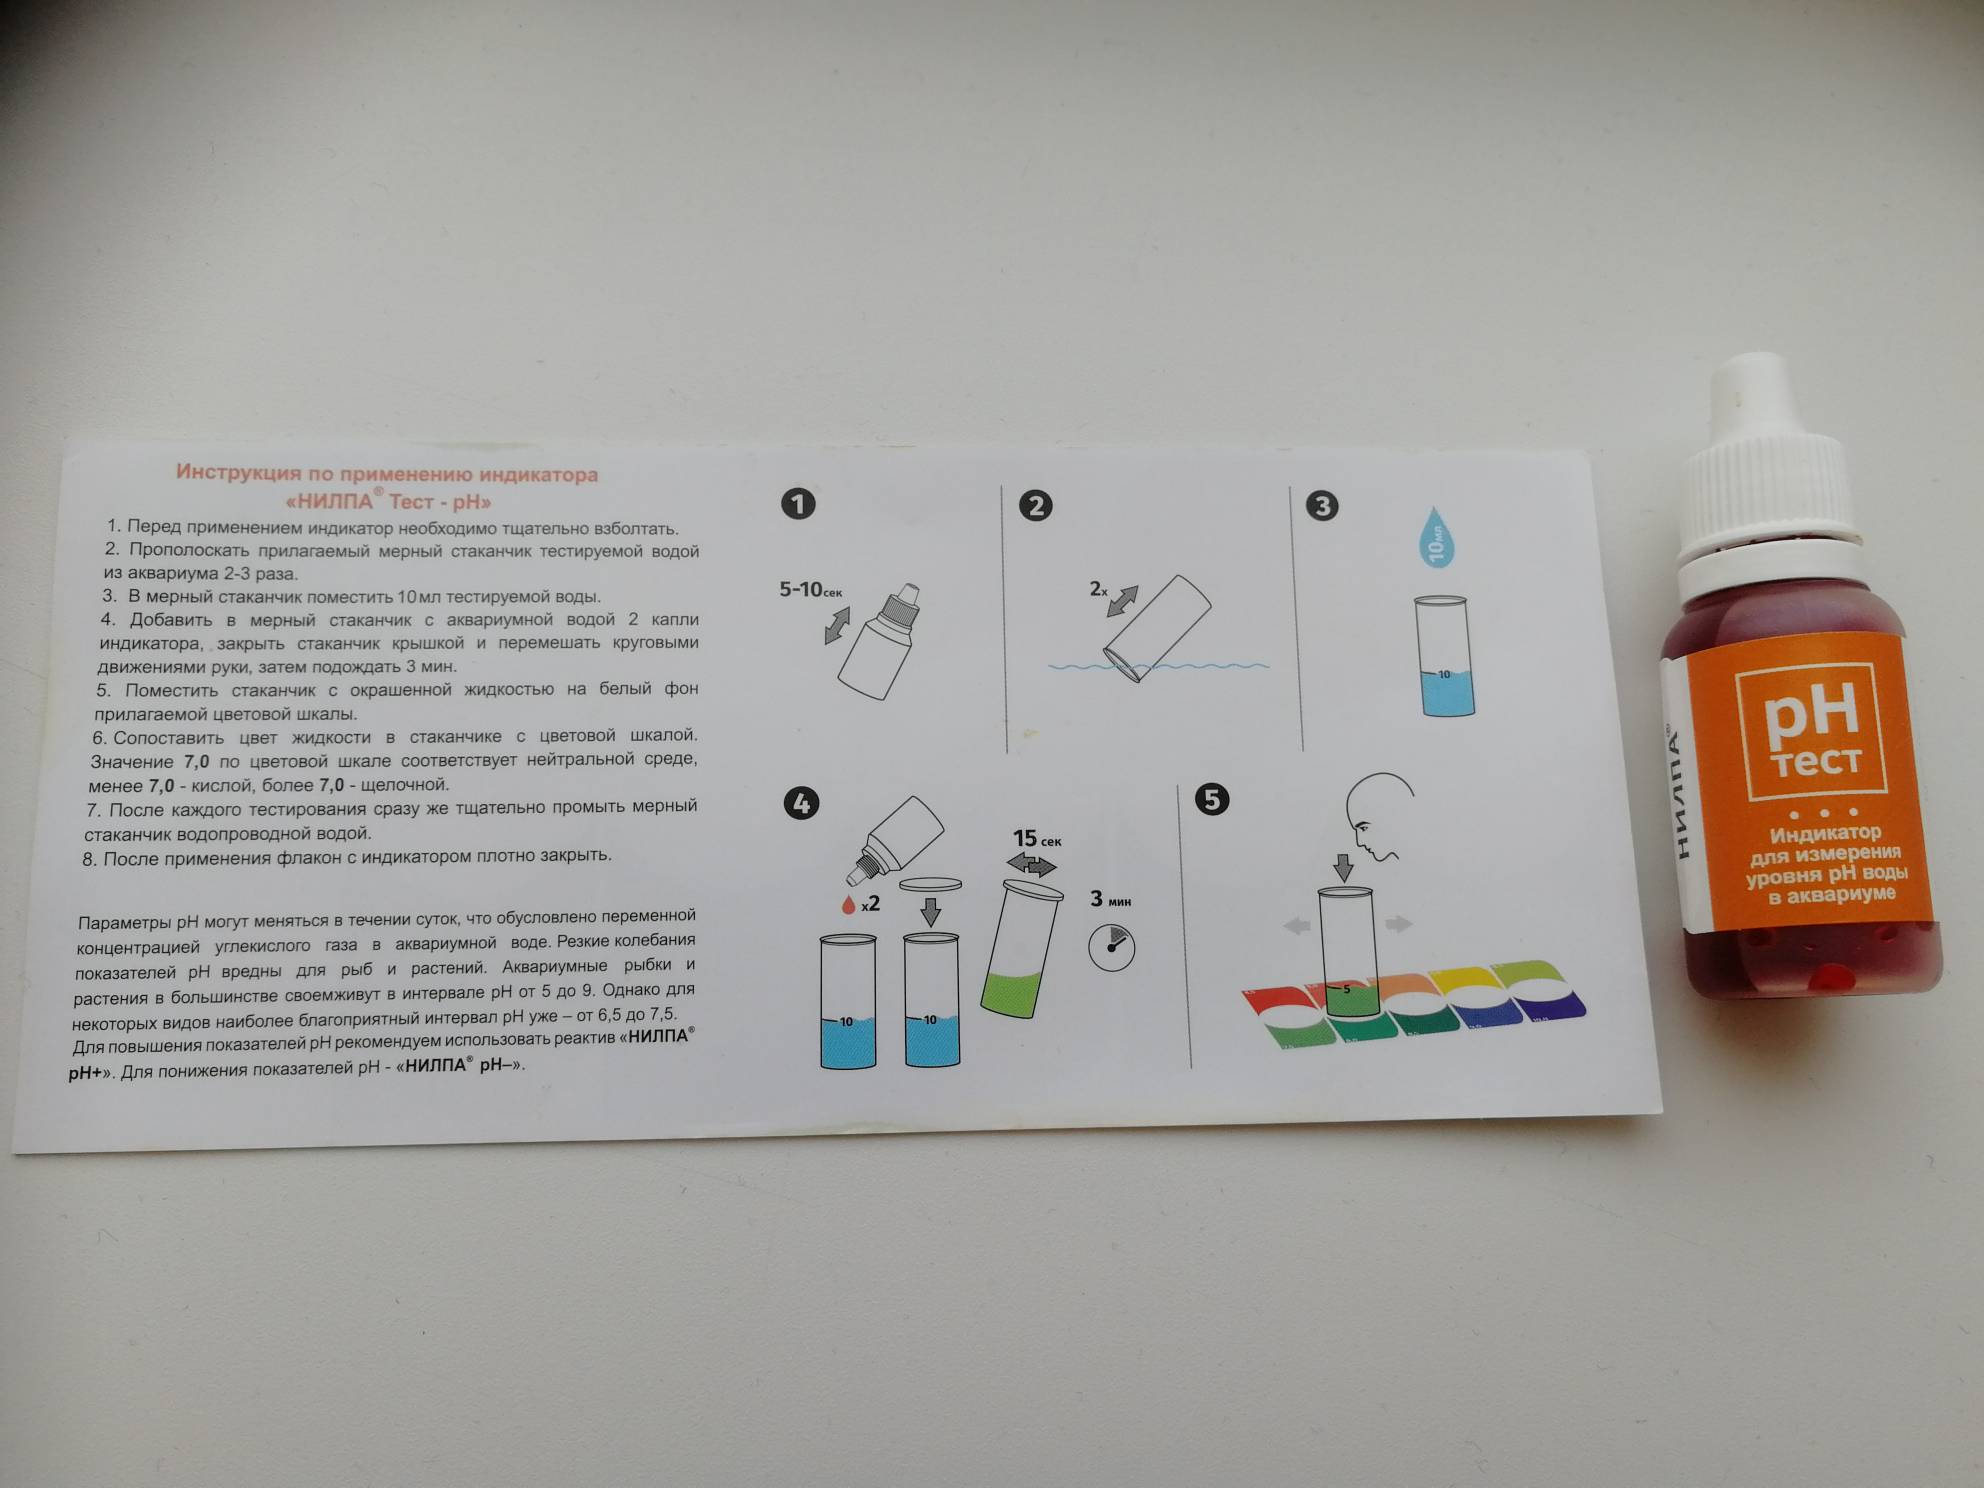 Инструкция по применению индикатора
«НИЛПА® Тест - pH»
1. Перед применением индикатор необходимо тщательно взболтать.
2. Прополоскать прилагаемый мерный стаканчик тестируемой водой
из аквариума 2-3 раза.
3. В мерный стаканчик поместить 10 мл тестируемой воды.
4. Добавить в мерный стаканчик с аквариумной водой 2 капли
индикатора, закрыть стаканчик крышкой и перемешать круговыми
движениями руки, затем подождать 3 мин.
5. Поместить стаканчик с окрашенной жидкостью на белый фон
прилагаемой цветовой шкалы.
6. Сопоставить цвет жидкости в стаканчике с цветовой шкалой.
Значение 7,0 по цветовой шкале соответствует нейтральной среде,
менее 7,0 - кислой, более 7,0 - щелочной.
7. После каждого тестирования сразу же тщательно промыть мерный
стаканчик водопроводной водой.
8. После применения флакон с индикатором плотно закрыть.
Параметры pH могут меняться в течении суток, что обусловлено переменной
концентрацией углекислого газа в аквариумной воде. Резкие колебания
показателей pH вредны для рыб и растений. Аквариумные рыбки и
растения в большинстве своемживут в интервале pH от 5 до 9. Однако для
некоторых видов наиболее благоприятный интервал pH уже – от 6,5 до 7,5.
Для повышения показателей pH рекомендуем использовать реактив «НИЛПА®
pH+». Для понижения показателей pH - «НИЛПА® pH–».
1
5-10сек
2
2x
3
10мл
10
4
x2
15 сек
3 мин
10
10
5
5
НИЛПА®
pH
тест
Индикатор
для измерения
уровня pH воды
в аквариуме